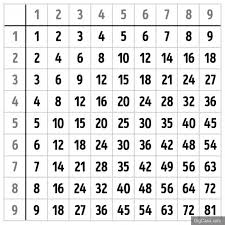 1 2 3 4 5 6 7 8 9
1 1 2 3 4 5 6 7 8 9
2 2 4 6 8 10 12 14 16 18
3 3 6 9 12 15 18 21 24 27
4 4 8 12 16 20 24 28 32 36
5 5 10 15 20 25 30 35 40 45
6 6 12 18 24 30 36 42 48 54
7 7 14 21 28 35 42 49 56 63
8 8 16 24 32 40 48 56 64 72
9 9 18 27 36 45 54 63 72 81